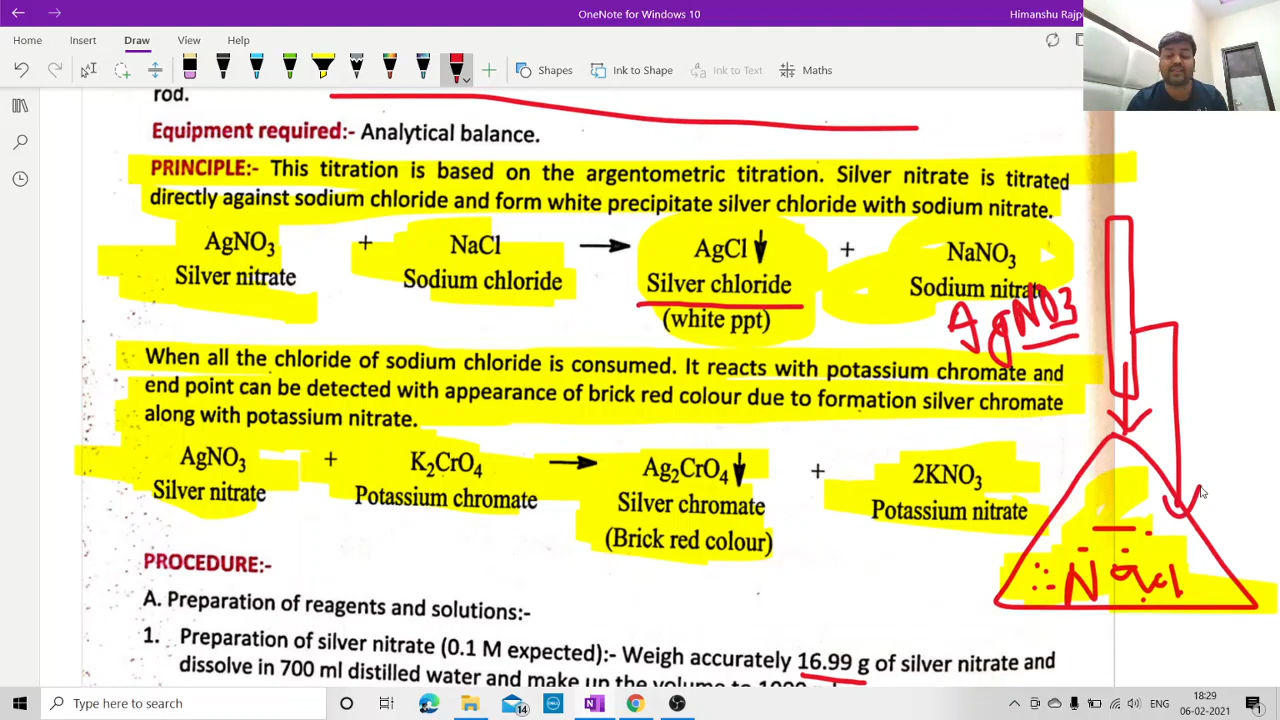 OneNote for Windows 10
Himanshu Rajp
Home Insert Draw View Help
Shapes Ink to Shape Ink to Text Maths
rod.
Equipment required:- Analytical balance.
PRINCIPLE:- This titration is based on the argentometric titration. Silver nitrate is titrated
directly against sodium chloride and form white precipitate silver chloride with sodium nitrate.
AgNO3 + NaCl → AgCl ↓ + NaNO3
Silver nitrate Sodium chloride Silver chloride Sodium nitrate
(white ppt)
AgNO3
When all the chloride of sodium chloride is consumed. It reacts with potassium chromate and
end point can be detected with appearance of brick red colour due to formation silver chromate
along with potassium nitrate.
AgNO3 + K2CrO4 → Ag2CrO4 ↓ + 2KNO3
Silver nitrate Potassium chromate Silver chromate Potassium nitrate
(Brick red colour)
Nacl
PROCEDURE:-
A. Preparation of reagents and solutions:-
1. Preparation of silver nitrate (0.1 M expected):- Weigh accurately 16.99 g of silver nitrate and
dissolve in 700 ml distilled water and make up the volume to 1000
Type here to search
14
ENG
18:29
06-02-2021
1